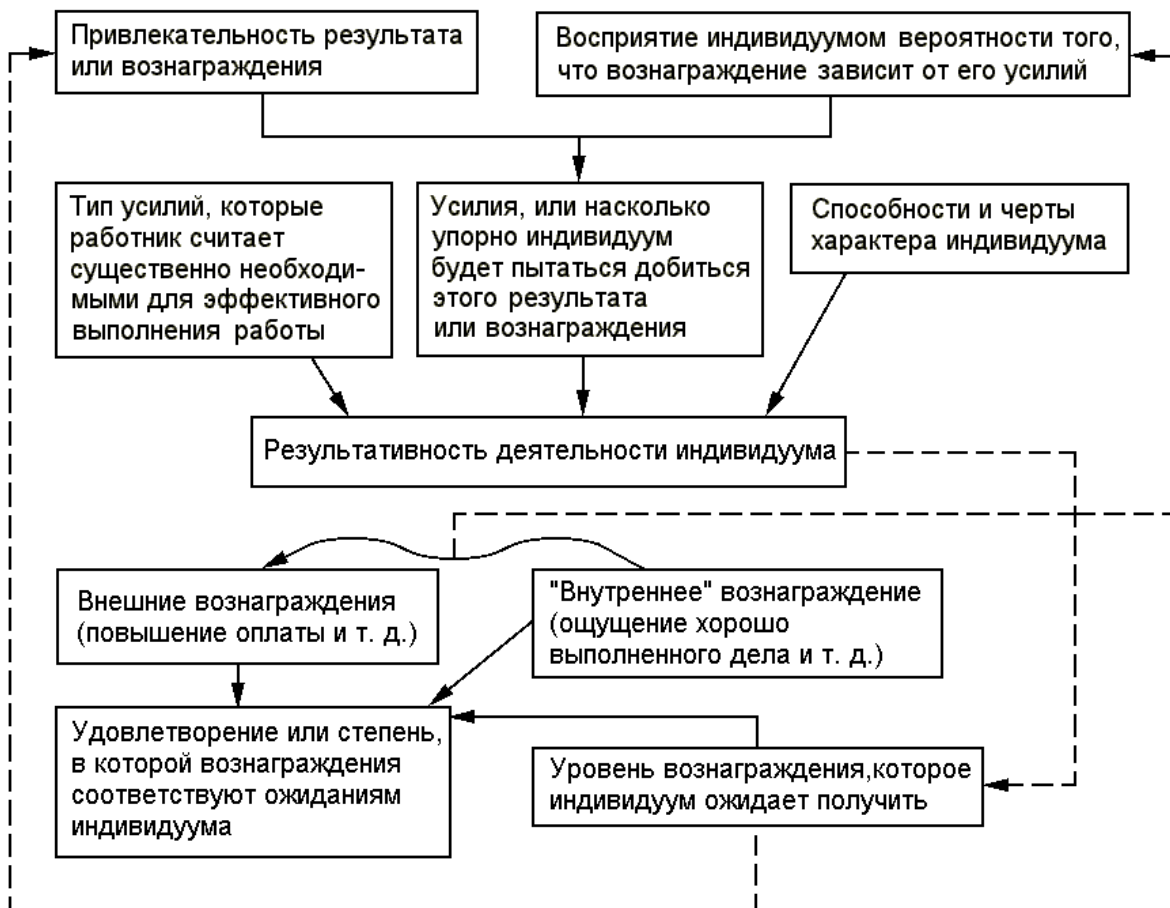 Привлекательность результата
или вознаграждения
Восприятие индивидуумом вероятности того,
что вознаграждение зависит от его усилий
Тип усилий, которые
работник считает
существенно необходи-
мыми для эффективного
выполнения работы
Усилия, или насколько
упорно индивидуум
будет пытаться добиться
этого результата
или вознаграждения
Способности и черты
характера индивидуума
Результативность деятельности индивидуума
Внешние вознаграждения
(повышение оплаты и т. д.)
"Внутреннее" вознаграждение
(ощущение хорошо
выполненного дела и т. д.)
Удовлетворение или степень,
в которой вознаграждения
соответствуют ожиданиям
индивидуума
Уровень вознаграждения,которое
индивидуум ожидает получить